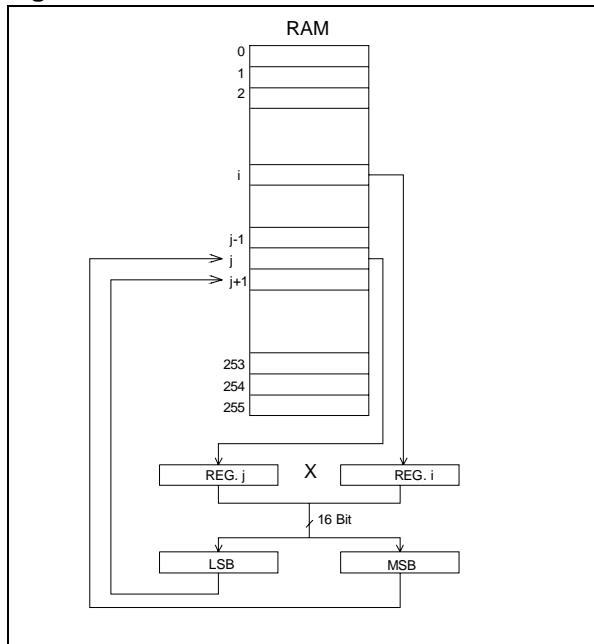 RAM
0
1
2
i
j-1
j
j+1
253
254
255
REG. j X REG. i
16 Bit
LSB MSB